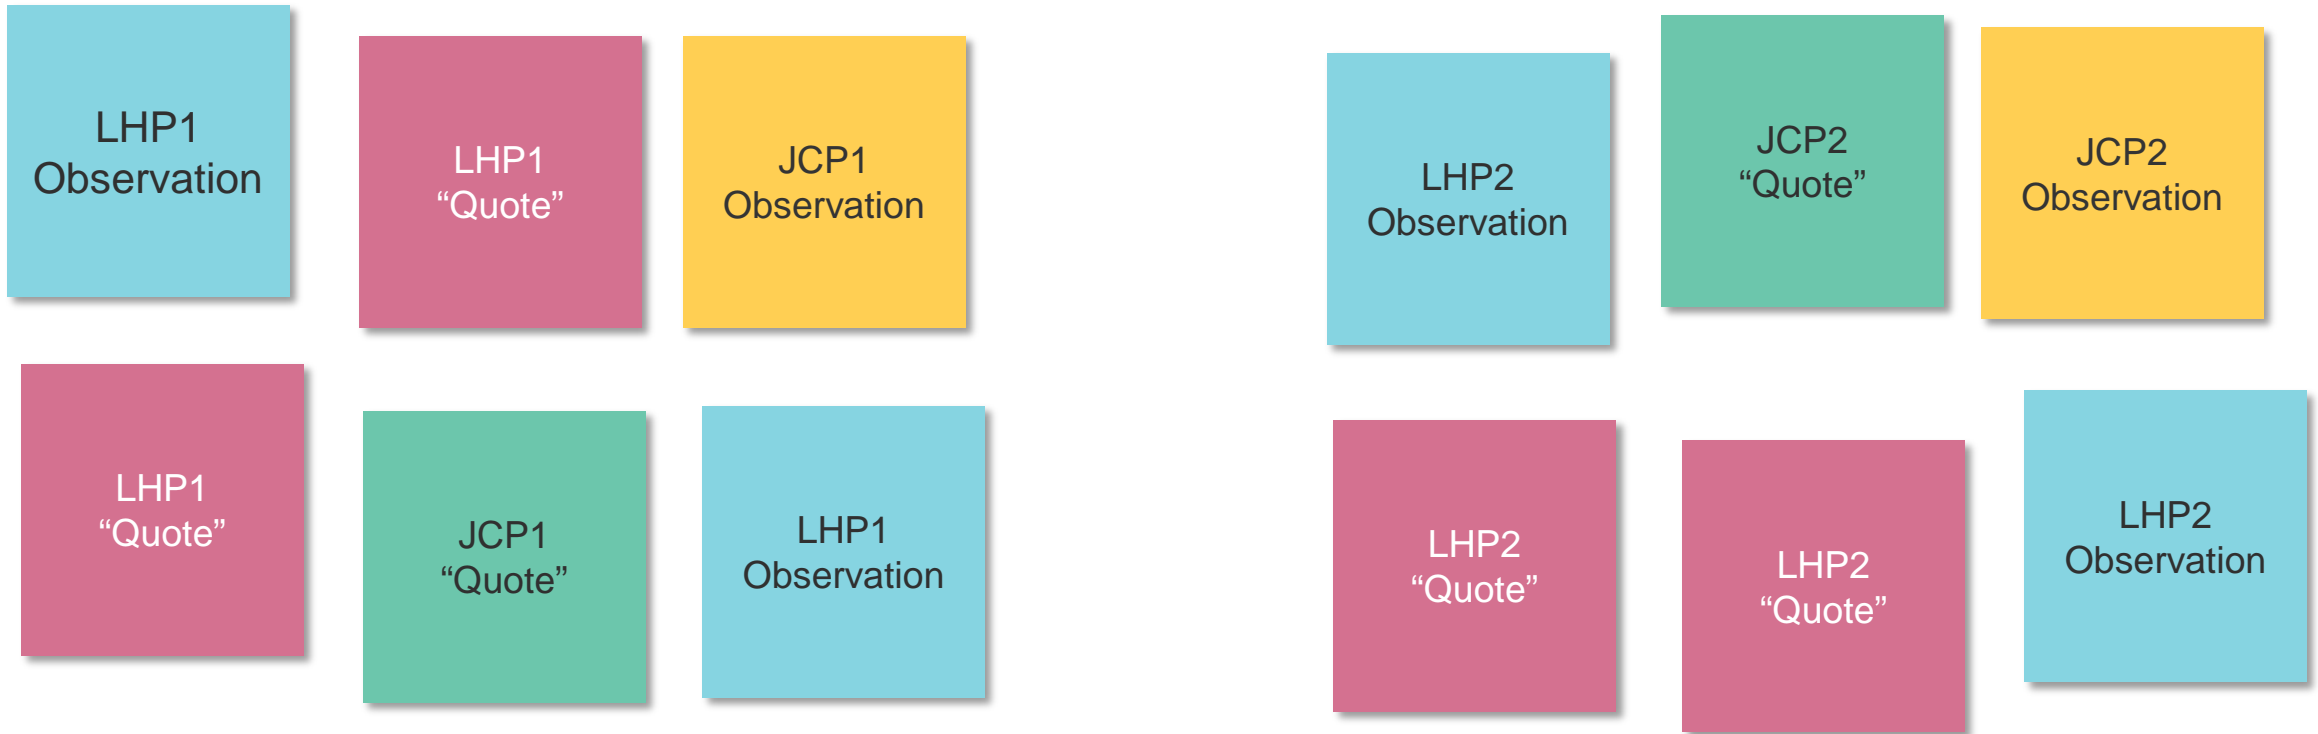 LHP1
Observation
LHP1
“Quote”
JCP1
Observation
LHP1
“Quote”
JCP1
“Quote”
LHP1
Observation
LHP2
Observation
JCP2
“Quote”
JCP2
Observation
LHP2
“Quote”
LHP2
“Quote”
LHP2
Observation